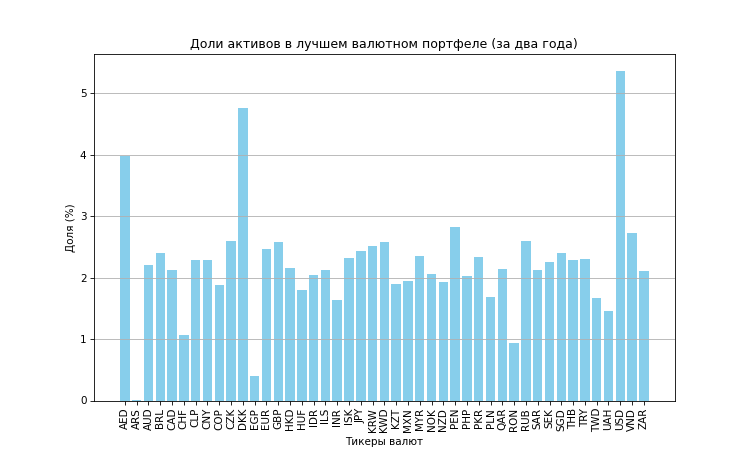 Доли активов в лучшем валютном портфеле (за два года)
Доля (%)
5
4
3
2
1
0
AED ARS AUD BRL CAD CHF CLP CNY COP CZK DKK EGP EUR GBP HKD HUF IDR ILS INR ISK JPY KRW KWD KZT MXN MYR NOK NZD PEN PHP PKR PLN QAR RON RUB SAR SEK SGD THB TRY TWD UAH USD VND ZAR
Тикеры валют